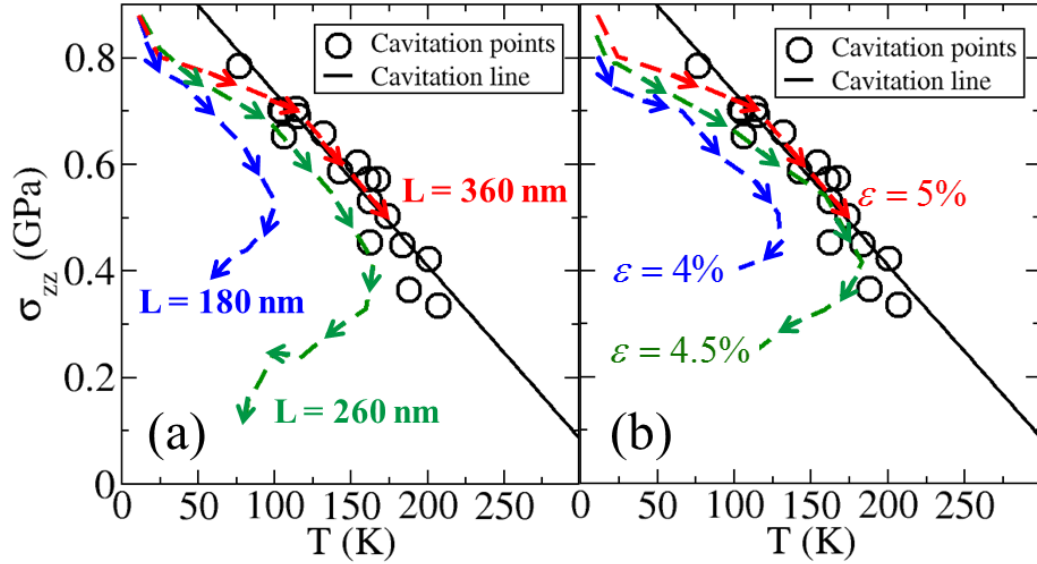 Cavitation points
Cavitation line
Cavitation points
Cavitation line
0.8
0.6
0.4
0.2
0
σzz (GPa)
L = 360 nm
L = 180 nm
L = 260 nm
(a)
ε = 5%
ε = 4%
ε = 4.5%
(b)
0 50 100 150 200 250
0 50 100 150 200 250
T (K)
T (K)